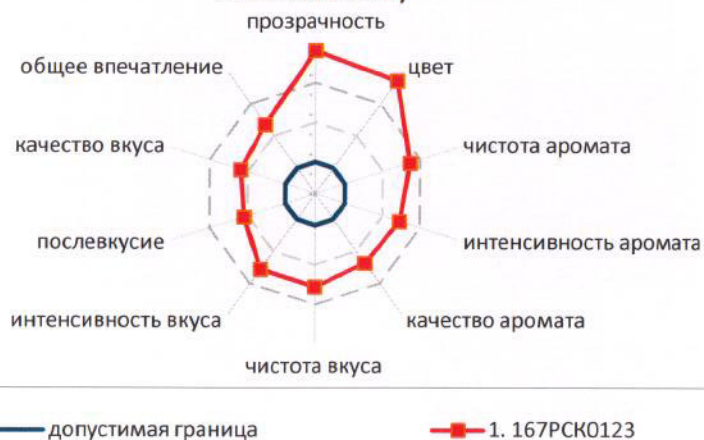 прозрачность
цвет
чистота аромата
интенсивность аромата
качество аромата
чистота вкуса
интенсивность вкуса
послевкусие
качество вкуса
общее впечатление
допустимая граница
1. 167РСК0123